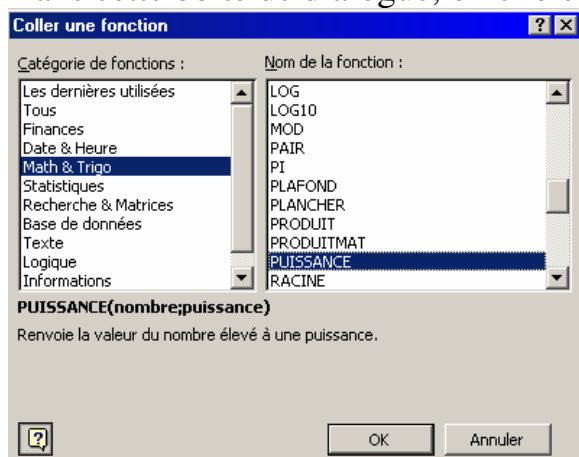 Coller une fonction
Catégorie de fonctions :
Nom de la fonction :
Les dernières utilisées
Tous
Finances
Date & Heure
Math & Trigo
Statistiques
Recherche & Matrices
Base de données
Texte
Logique
Informations
LOG
LOG10
MOD
PAIR
PI
PLAFOND
PLANCHER
PRODUIT
PRODUITMAT
PUISSANCE
RACINE
PUISSANCE(nombre;puissance)
Renvoie la valeur du nombre élevé à une puissance.
OK
Annuler